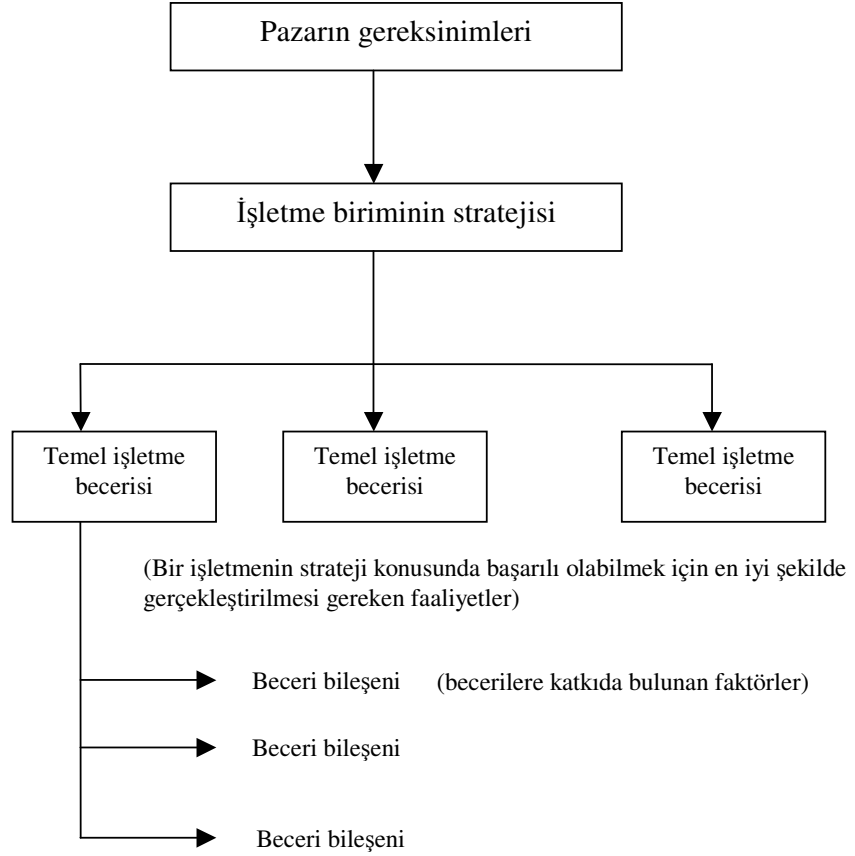 Pazarın gereksinimleri
İşletme biriminin stratejisi
Temel işletme
becerisi
Temel işletme
becerisi
Temel işletme
becerisi
(Bir işletmenin strateji konusunda başarılı olabilmek için en iyi şekilde
gerçekleştirilmesi gereken faaliyetler)
Beceri bileşeni (becerilere katkıda bulunan faktörler)
Beceri bileşeni
Beceri bileşeni